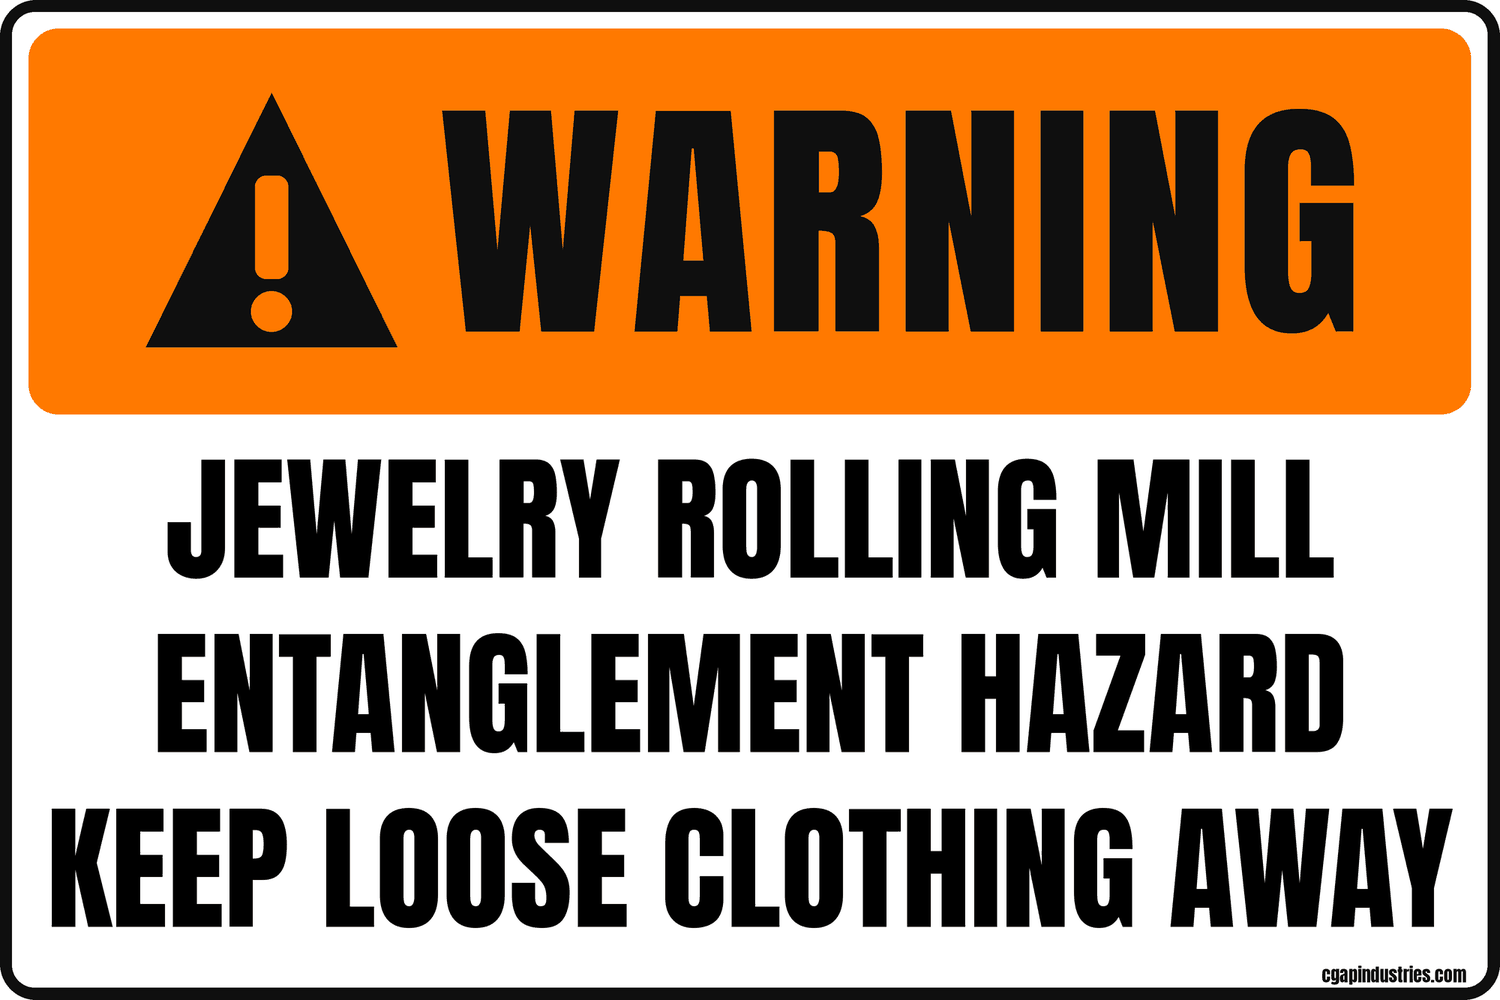 WARNING
JEWELRY ROLLING MILL
ENTANGLEMENT HAZARD
KEEP LOOSE CLOTHING AWAY
cgapindustries.com